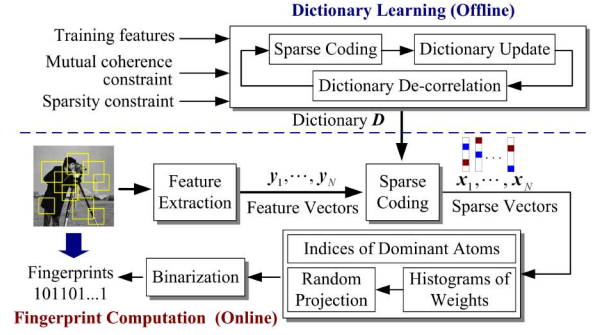 Dictionary Learning (Offline)
Training features
Mutual coherence
constraint
Sparsity constraint
Sparse Coding
Dictionary Update
Dictionary De-correlation
Dictionary D
Feature
Extraction
y1,···, yN
Feature Vectors
Sparse
Coding
...
x1,···, xN
Sparse Vectors
Indices of Dominant Atoms
Random
Projection
Histograms of
Weights
Binarization
Fingerprints
101101...1
Fingerprint Computation (Online)